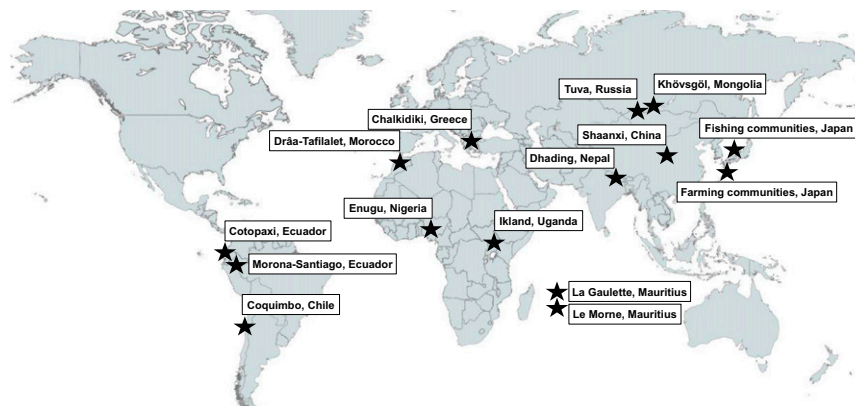 Khövsgöl, Mongolia
Tuva, Russia
Chalkidiki, Greece
Fishing communities, Japan
Shaanxi, China
Drâa-Tafilalet, Morocco
Dhading, Nepal
Farming communities, Japan
Enugu, Nigeria
Ikland, Uganda
Cotopaxi, Ecuador
Morona-Santiago, Ecuador
La Gaulette, Mauritius
Coquimbo, Chile
Le Morne, Mauritius